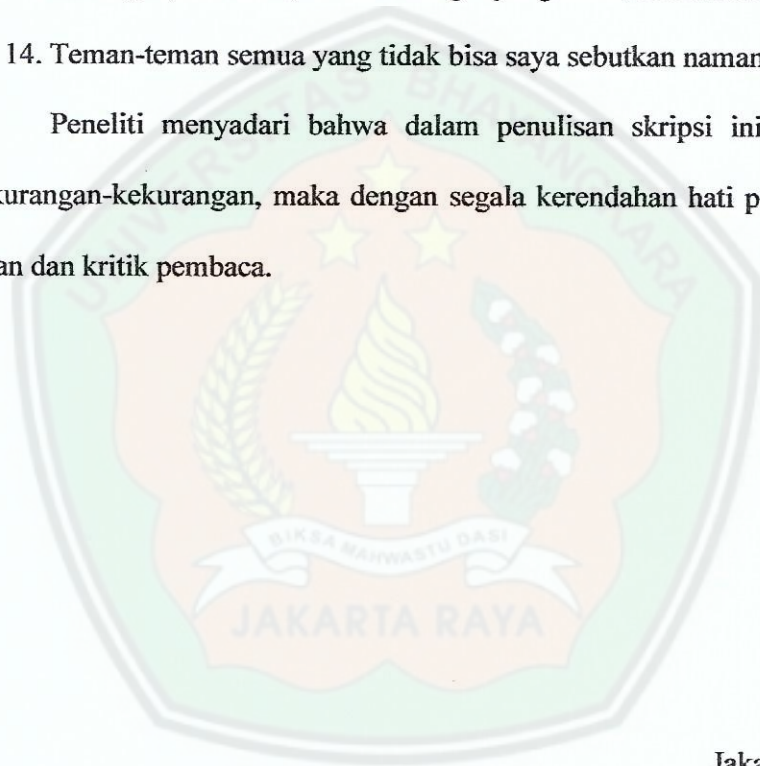 14. Teman-teman semua yang tidak bisa saya sebutkan naman
Peneliti menyadari bahwa dalam penulisan skripsi ini
kurangan-kekurangan, maka dengan segala kerendahan hati p
an dan kritik pembaca.
UNIVERSITAS BHAYANGKARA
BIKSA MAHWASTU DASI
JAKARTA RAYA
Jaka